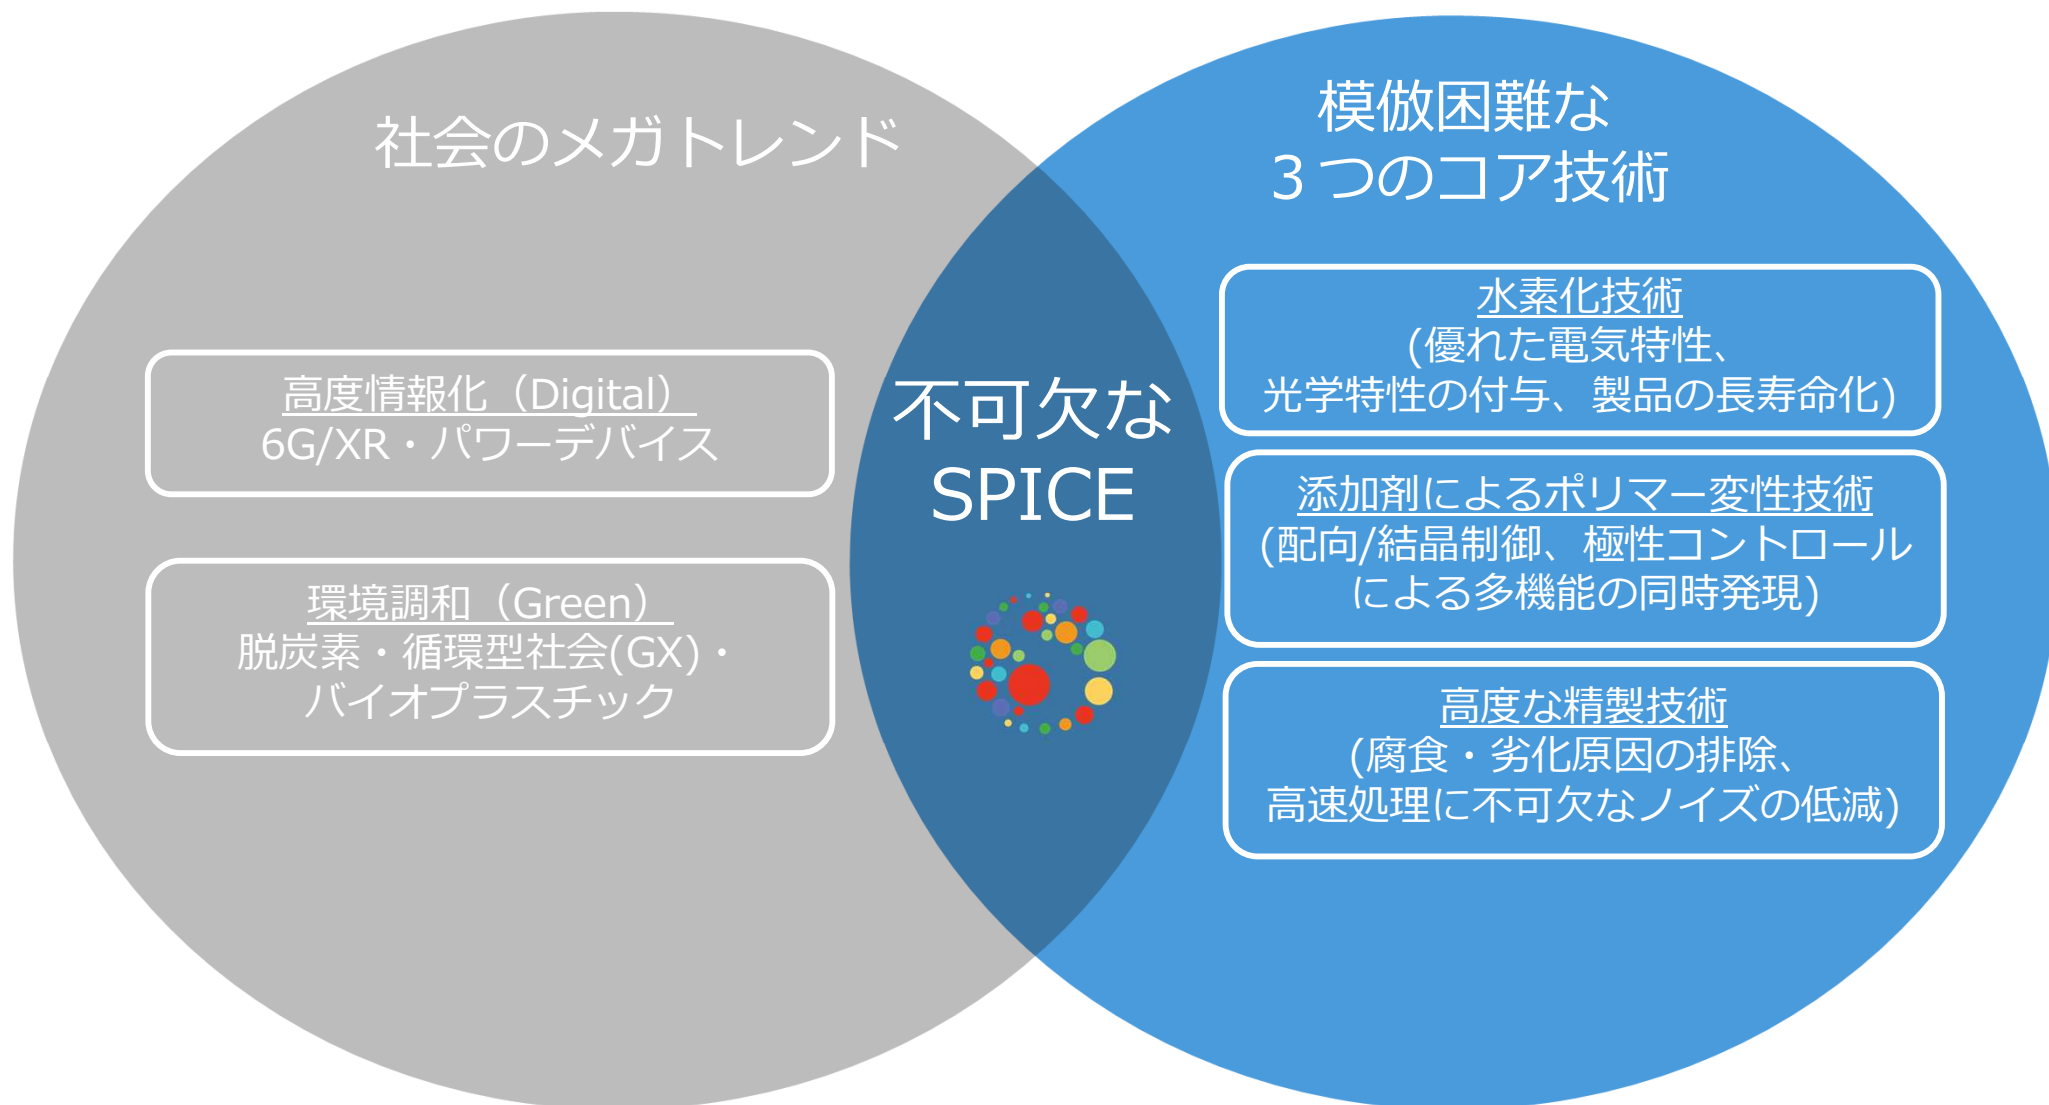 社会のメガトレンド
高度情報化（Digital）
6G/XR・パワーデバイス
環境調和（Green）
脱炭素・循環型社会(GX)・
バイオプラスチック
不可欠な
SPICE
模倣困難な
３つのコア技術
水素化技術
(優れた電気特性、
光学特性の付与、製品の長寿命化)
添加剤によるポリマー変性技術
(配向/結晶制御、極性コントロール
による多機能の同時発現)
高度な精製技術
(腐食・劣化原因の排除、
高速処理に不可欠なノイズの低減)